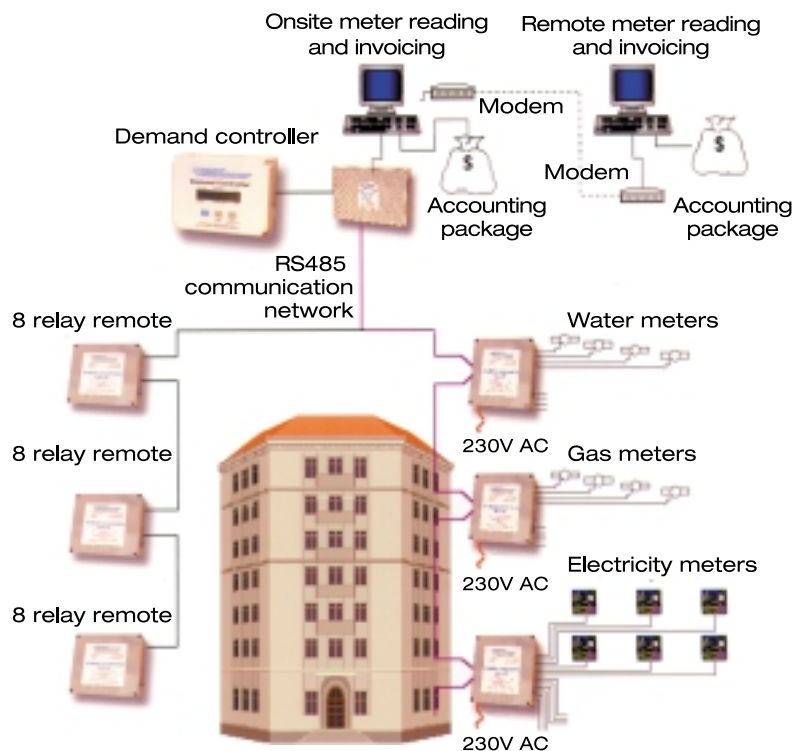 Onsite meter reading
and invoicing
Remote meter reading
and invoicing
Modem
Demand controller
$
$
Modem
Accounting
package
Accounting
package
RS485
communication
network
8 relay remote
Water meters
230V AC
8 relay remote
Gas meters
230V AC
Electricity meters
8 relay remote
230V AC